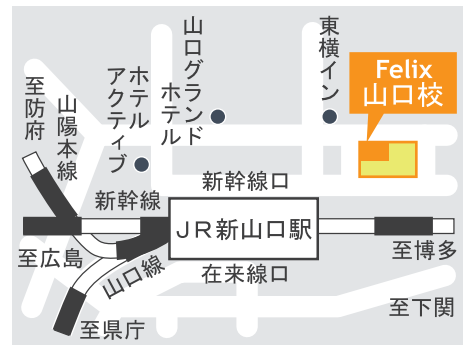 Felix
山口校
東横イン
山口グランド
ホテル
ホテル
アクティブ
至防府
山陽本線
新幹線
新幹線口
JR新山口駅
至広島
山口線
在来線口
至博多
至下関
至県庁